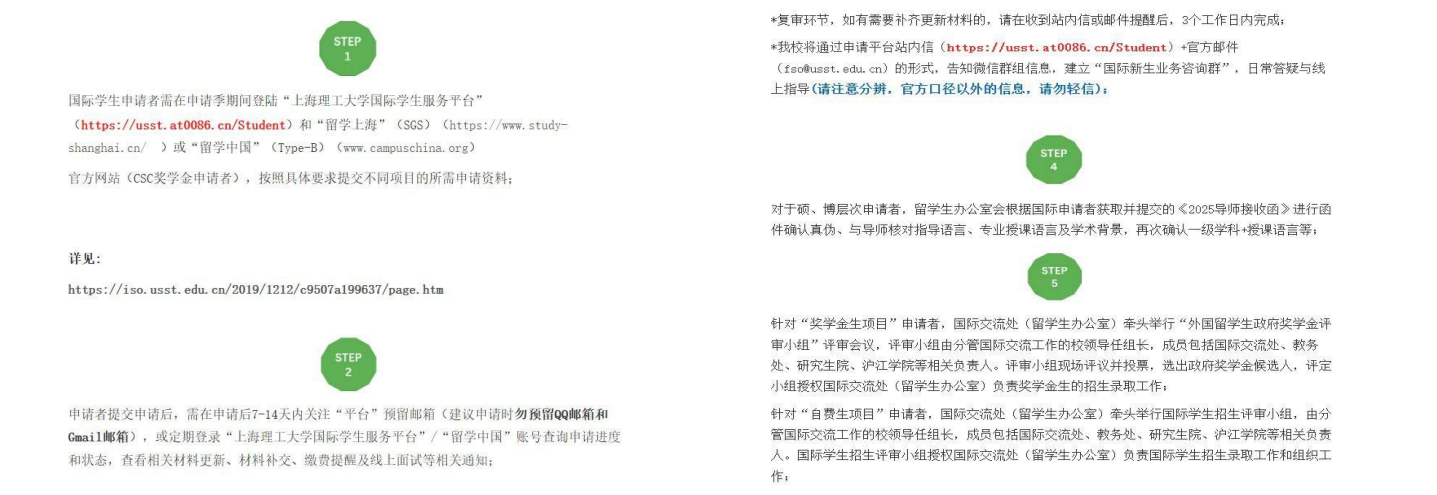 STEP
1
国际学生申请者需在申请季期间登陆“上海理工大学国际学生服务平台”
（https://usst.at0086.cn/Student）和“留学上海”（SGS）（https://www.study-
shanghai.cn/ ）或“留学中国”（Type-B）（www.campuschina.org）
官方网站（CSC奖学金申请者），按照具体要求提交不同项目的所需申请资料；
详见：
https://iso.usst.edu.cn/2019/1212/c9507a199637/page.htm
STEP
2
申请者提交申请后，需在申请后7-14天内关注“平台”预留邮箱（建议申请时勿预留QQ邮箱和
Gmail邮箱），或定期登录“上海理工大学国际学生服务平台”/“留学中国”账号查询申请进度
和状态，查看相关材料更新、材料补交、缴费提醒及线上面试等相关通知；
*复审环节，如有需要补齐更新材料的，请在收到站内信或邮件提醒后，3个工作日内完成；
*我校将通过申请平台站内信（https://usst.at0086.cn/Student）+官方邮件
（fso@usst.edu.cn）的形式，告知微信群组信息，建立“国际新生业务咨询群”，日常答疑与线
上指导(请注意分辨，官方口径以外的信息，请勿轻信)；
STEP
4
对于硕、博层次申请者，留学生办公室会根据国际申请者获取并提交的《2025导师接收函》进行函
件确认真伪、与导师核对指导语言、专业授课语言及学术背景，再次确认一级学科+授课语言等；
STEP
5
针对“奖学金生项目”申请者，国际交流处（留学生办公室）牵头举行“外国留学生政府奖学金评
审小组”评审会议，评审小组由分管国际交流工作的校领导任组长，成员包括国际交流处、教务
处、研究生院、沪江学院等相关负责人。评审小组现场评议并投票，选出政府奖学金候选人，评定
小组授权国际交流处（留学生办公室）负责奖学金生的招生录取工作；
针对“自费生项目”申请者，国际交流处（留学生办公室）牵头举行国际学生招生评审小组，由分
管国际交流工作的校领导任组长，成员包括国际交流处、教务处、研究生院、沪江学院等相关负责
人。国际学生招生评审小组授权国际交流处（留学生办公室）负责国际学生招生录取工作和组织工
作；